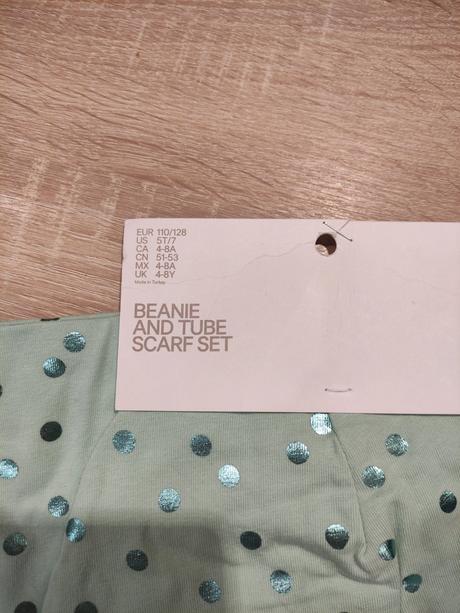 EUR 110/128
US 5T/7
CA 4-8A
CN 51-53
MX 4-8A
UK 4-8Y
Made in Turkey
BEANIE
AND TUBE
SCARF SET